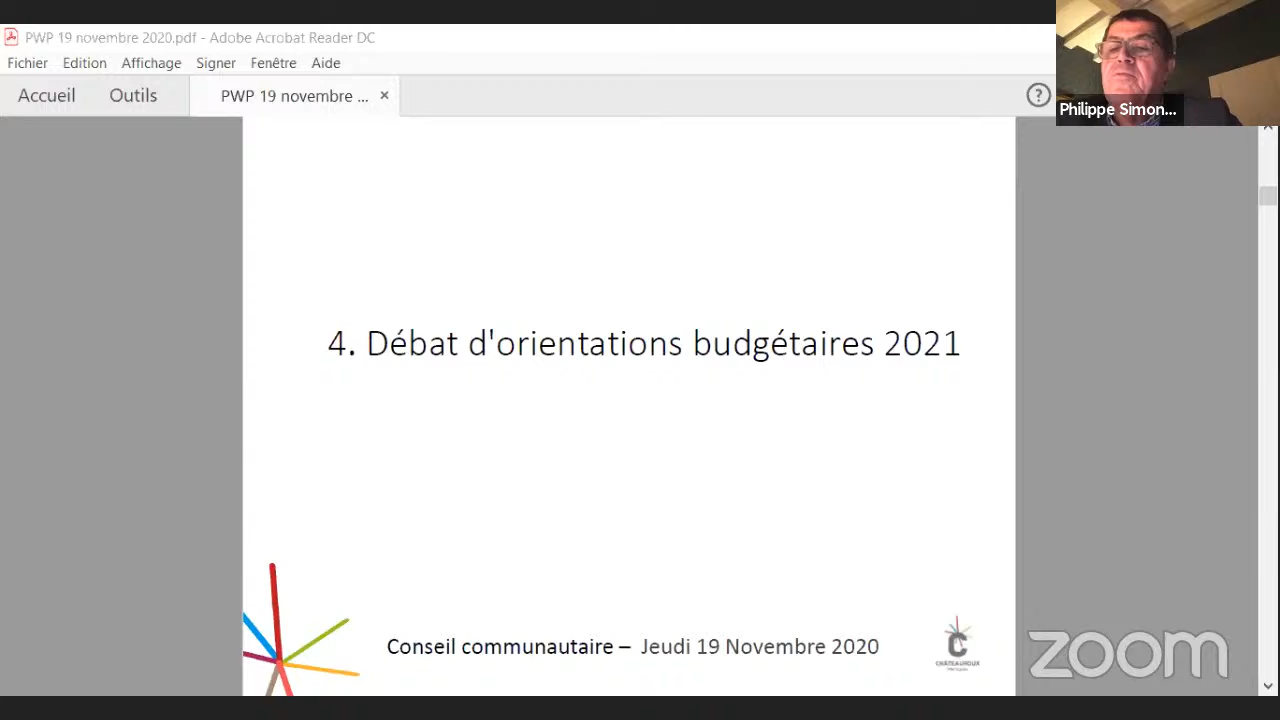 PWP 19 novembre 2020.pdf - Adobe Acrobat Reader DC
Fichier Edition Affichage Signer Fenêtre Aide
Accueil Outils PWP 19 novembre ... ×
Philippe Simon...
4. Débat d'orientations budgétaires 2021
Conseil communautaire – Jeudi 19 Novembre 2020
CHÂTEAUROUX
zoom